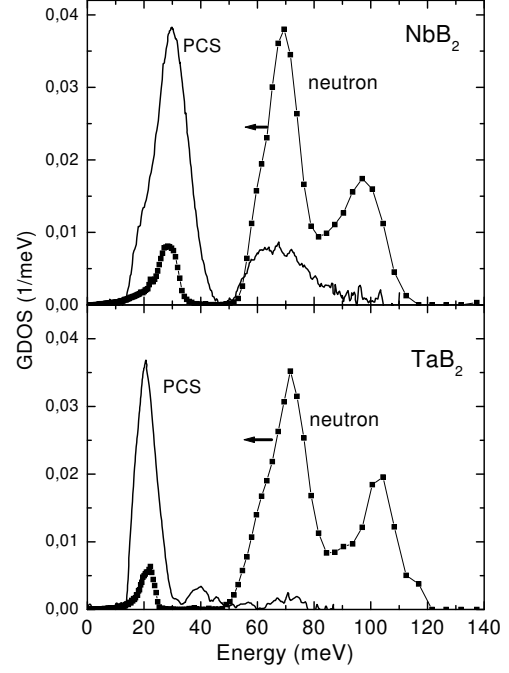 NbB2
PCS
neutron
0,04
0,03
0,02
0,01
0,00
GDOS (1/meV)
TaB2
PCS
neutron
0,04
0,03
0,02
0,01
0,00
0 20 40 60 80 100 120 140
Energy (meV)